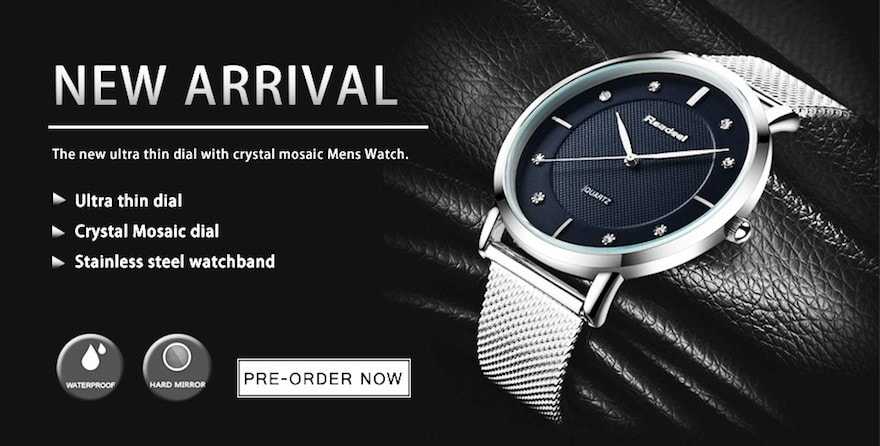 NEW ARRIVAL
The new ultra thin dial with crystal mosaic Mens Watch.
Ultra thin dial
Crystal Mosaic dial
Stainless steel watchband
WATERPROOF
HARD MIRROR
PRE-ORDER NOW
Readeel
QUARTZ